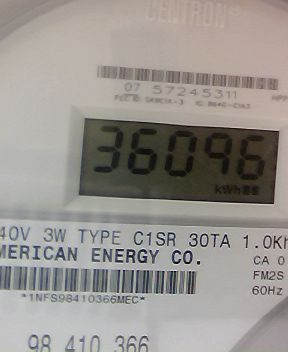 CENTRON®
07 57245311
36096
kWh
40V 3W TYPE C1SR 30TA 1.0Kh
MERICAN ENERGY CO.
CA 0
FM2S
60Hz
*1NFS98410366MEC*
98 410 366